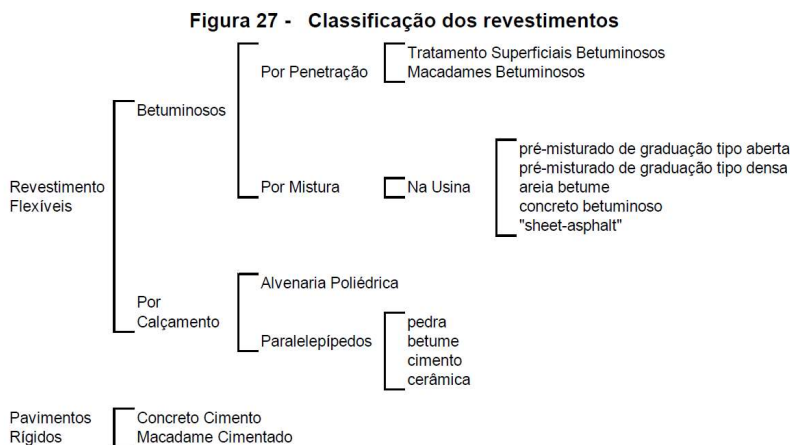 Figura 27 - Classificação dos revestimentos
Tratamento Superficiais Betuminosos
Por Penetração
Macadames Betuminosos
Betuminosos
pré-misturado de graduação tipo aberta
pré-misturado de graduação tipo densa
Revestimento
Flexíveis
Por Mistura
Na Usina
areia betume
concreto betuminoso
"sheet-asphalt"
Alvenaria Poliédrica
Por
Calçamento
Paralelepípedos
pedra
betume
cimento
cerâmica
Pavimentos
Rígidos
Concreto Cimento
Macadame Cimentado